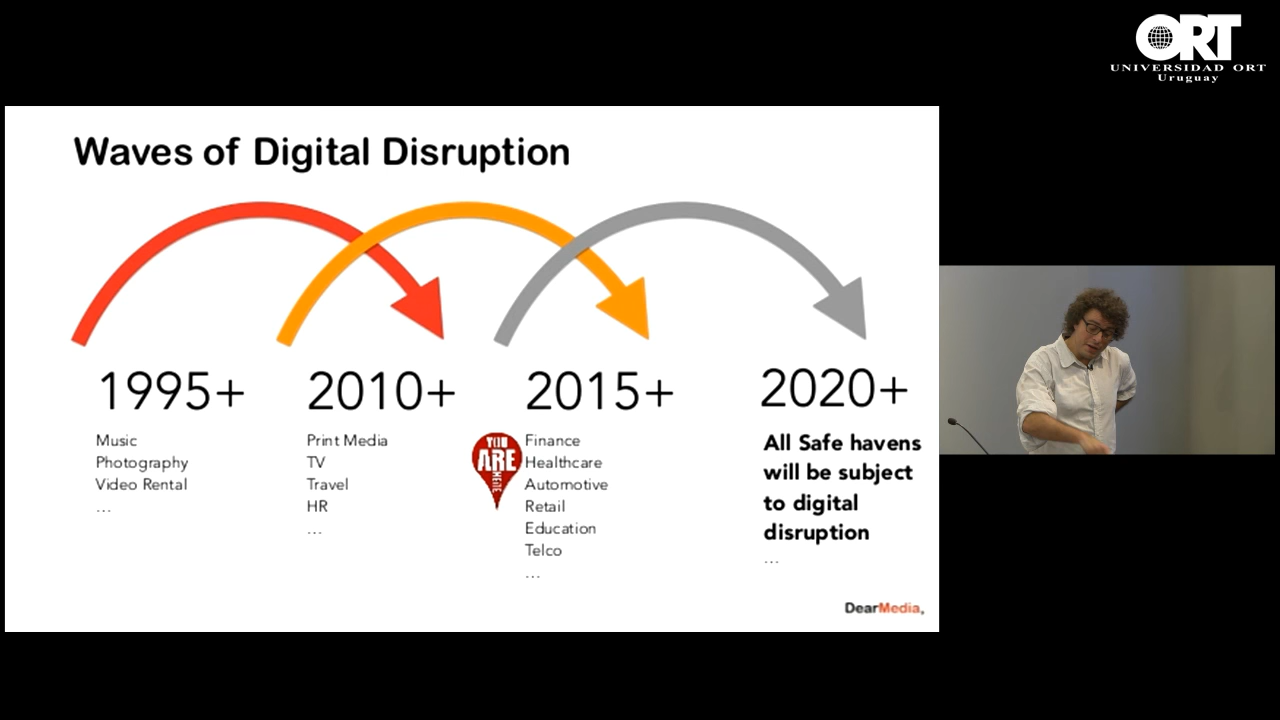 ORT
UNIVERSIDAD ORT
Uruguay
Waves of Digital Disruption
1995+
Music
Photography
Video Rental
...
2010+
Print Media
TV
Travel
HR
...
YOU
ARE
HERE
2015+
Finance
Healthcare
Automotive
Retail
Education
Telco
...
2020+
All Safe havens
will be subject
to digital
disruption
...
DearMedia,